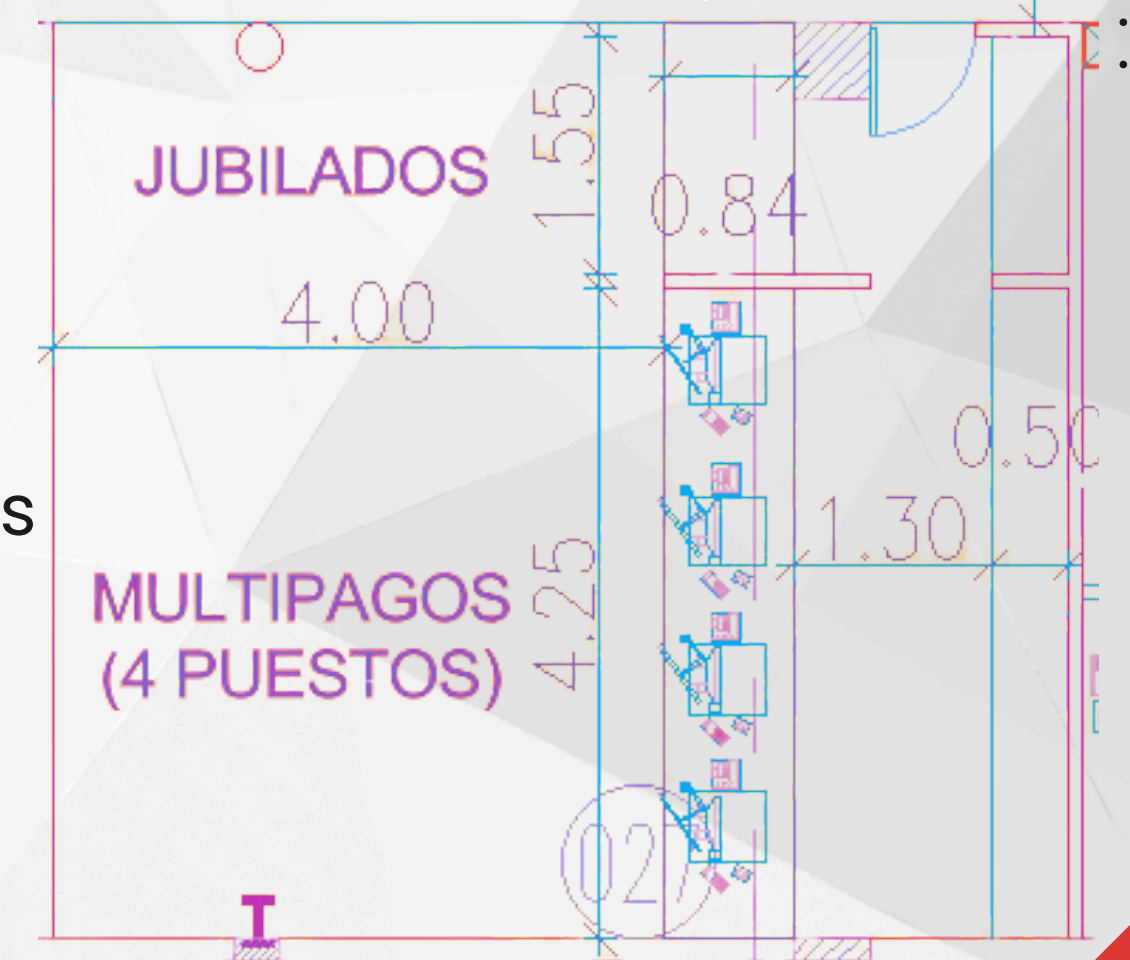 1.55
JUBILADOS
0.84
4.00
0.50
s
1.30
4.25
MULTIPAGOS
(4 PUESTOS)
027
T